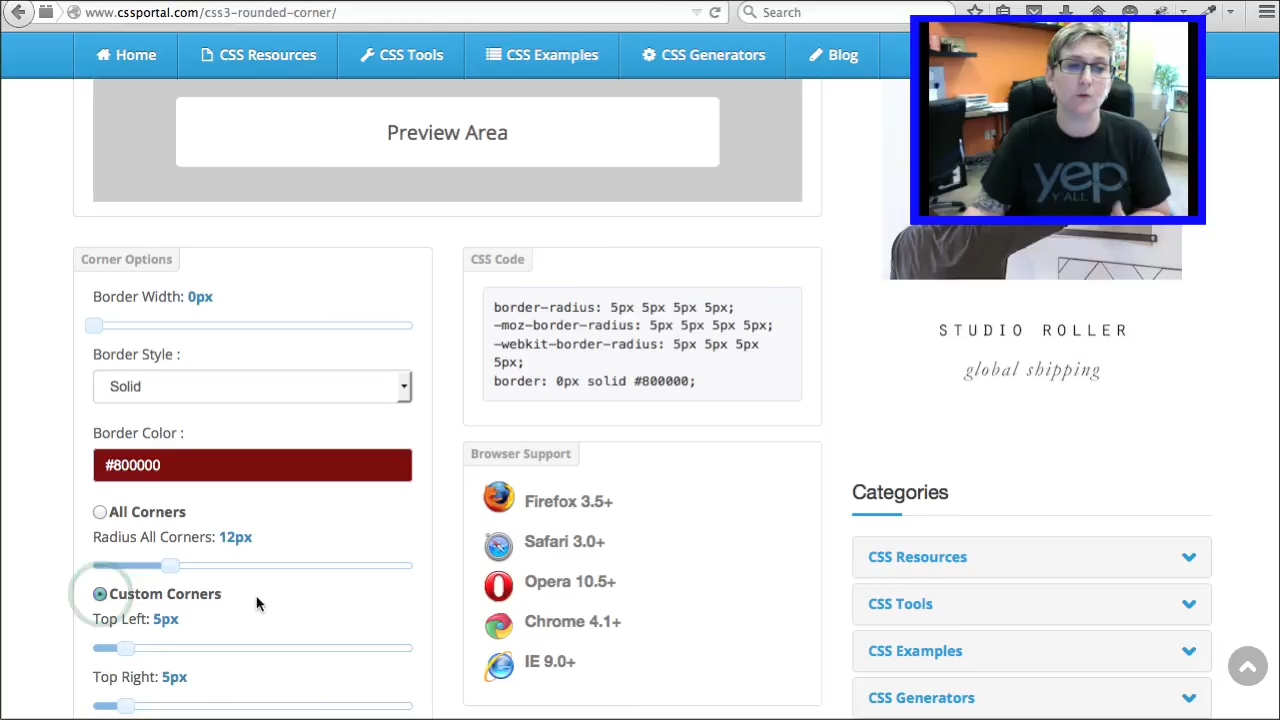 www.cssportal.com/css3-rounded-corner/
Search
Home
CSS Resources
CSS Tools
CSS Examples
CSS Generators
Blog
Preview Area
yep
Y'ALL
Corner Options
Border Width: 0px
Border Style :
Solid
Border Color :
#800000
All Corners
Radius All Corners: 12px
Custom Corners
Top Left: 5px
Top Right: 5px
CSS Code
border-radius: 5px 5px 5px 5px;
-moz-border-radius: 5px 5px 5px 5px;
-webkit-border-radius: 5px 5px 5px
5px;
border: 0px solid #800000;
Browser Support
Firefox 3.5+
Safari 3.0+
Opera 10.5+
Chrome 4.1+
IE 9.0+
STUDIO ROLLER
global shipping
Categories
CSS Resources
CSS Tools
CSS Examples
CSS Generators